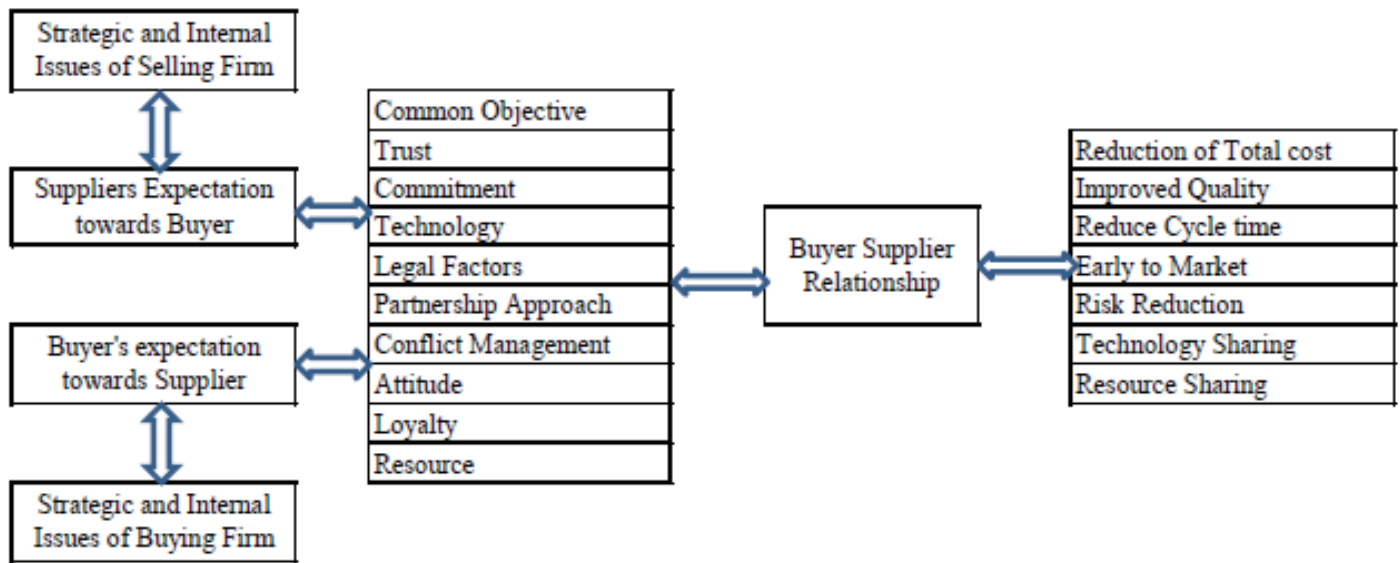 Strategic and Internal
Issues of Selling Firm
Suppliers Expectation
towards Buyer
Buyer's expectation
towards Supplier
Strategic and Internal
Issues of Buying Firm
Common Objective
Trust
Commitment
Technology
Legal Factors
Partnership Approach
Conflict Management
Attitude
Loyalty
Resource
Buyer Supplier
Relationship
Reduction of Total cost
Improved Quality
Reduce Cycle time
Early to Market
Risk Reduction
Technology Sharing
Resource Sharing